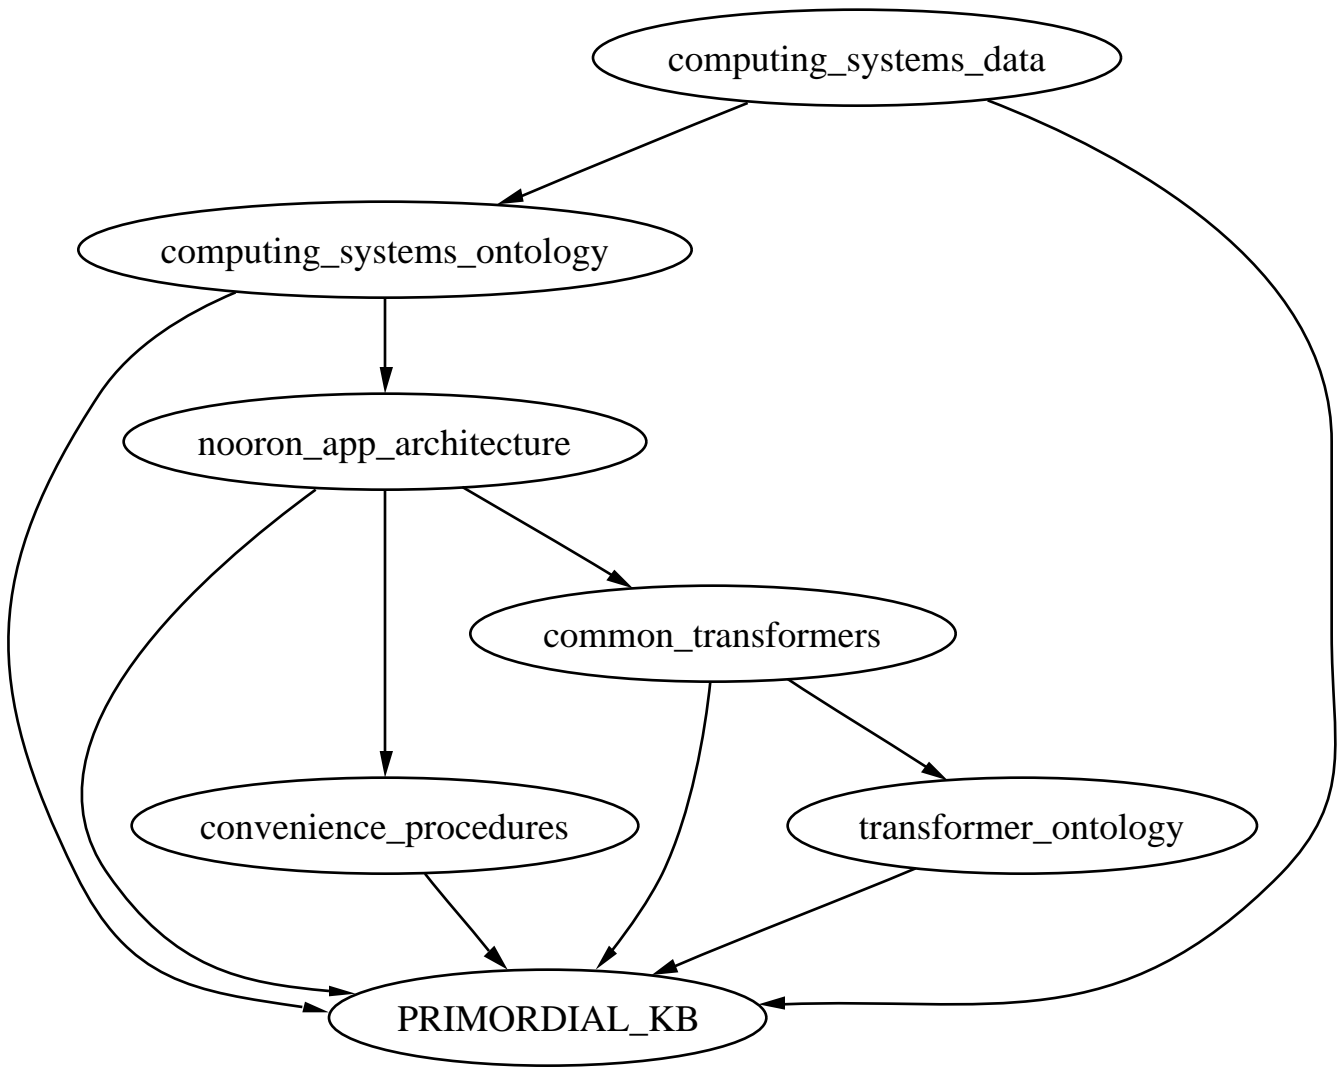 computing_systems_data
computing_systems_ontology
nooron_app_architecture
common_transformers
convenience_procedures
transformer_ontology
PRIMORDIAL_KB